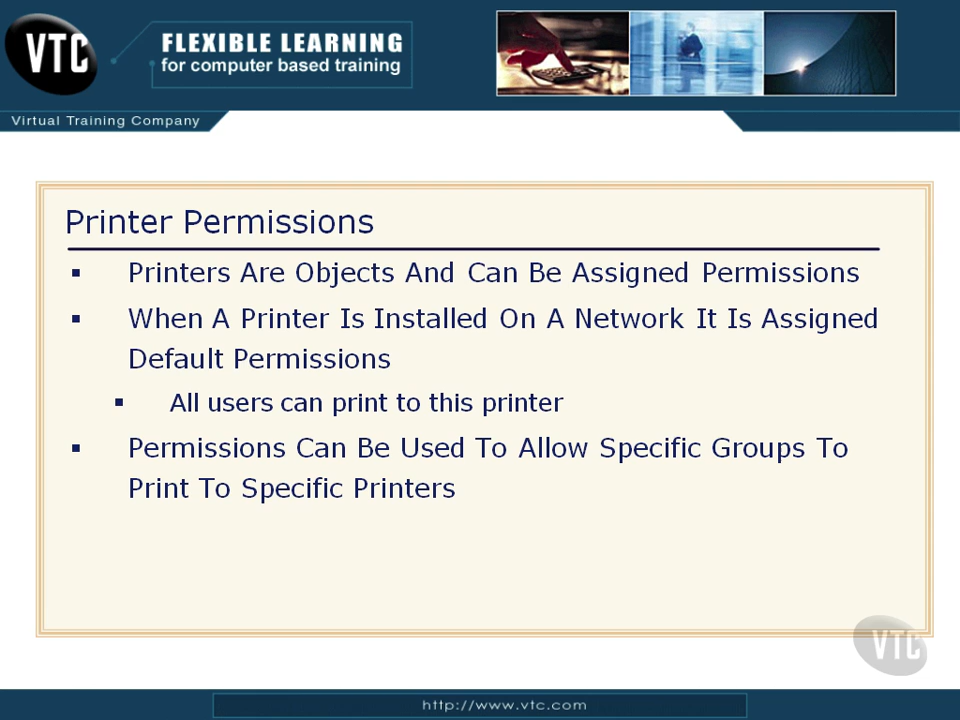 VTC
FLEXIBLE LEARNING
for computer based training
Virtual Training Company
Printer Permissions
▪ Printers Are Objects And Can Be Assigned Permissions
▪ When A Printer Is Installed On A Network It Is Assigned
Default Permissions
▪ All users can print to this printer
▪ Permissions Can Be Used To Allow Specific Groups To
Print To Specific Printers
VTC
http://www.vtc.com